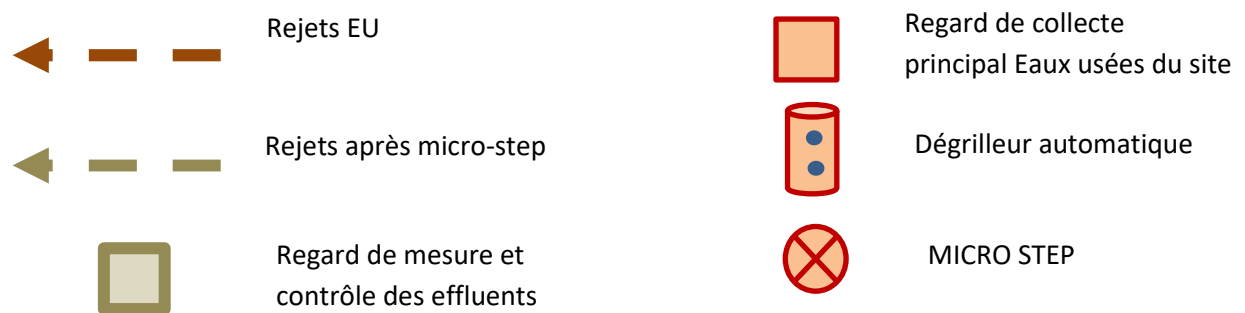 Rejets EU
Rejets après micro-step
Regard de mesure et
contrôle des effluents
Regard de collecte
principal Eaux usées du site
Dégrilleur automatique
MICRO STEP